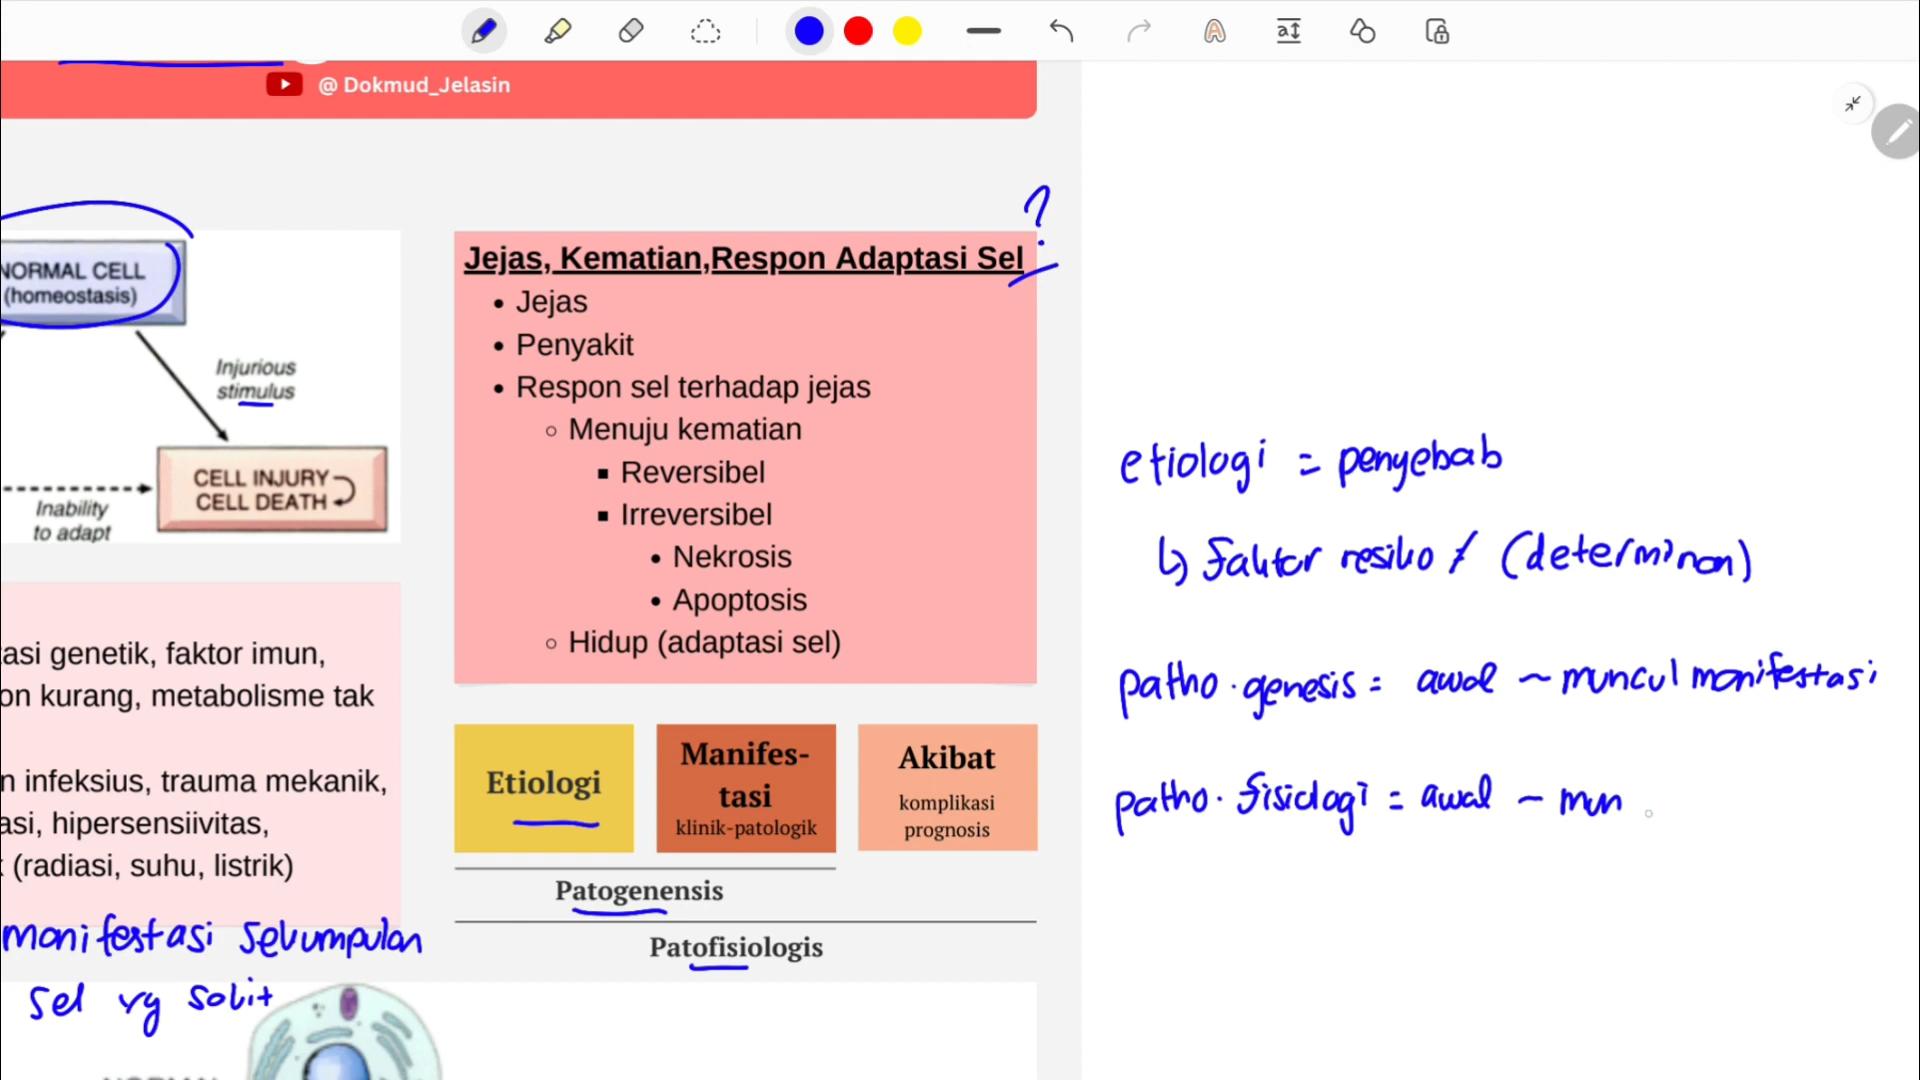 @ Dokmud_Jelasin
?
NORMAL CELL
(homeostasis)
Injurious
stimulus
CELL INJURY
CELL DEATH
Inability
to adapt
Jejas, Kematian,Respon Adaptasi Sel
• Jejas
• Penyakit
• Respon sel terhadap jejas
○ Menuju kematian
▪ Reversibel
▪ Irreversibel
• Nekrosis
• Apoptosis
○ Hidup (adaptasi sel)
asi genetik, faktor imun,
on kurang, metabolisme tak
n infeksius, trauma mekanik,
asi, hipersensiivitas,
(radiasi, suhu, listrik)
manifestasi sekumpulan
sel yg sakit
Etiologi
Manifes-
tasi
klinik-patologik
Akibat
komplikasi
prognosis
Patogenensis
Patofisiologis
etiologi = penyebab
↳ Faktor resiko / (determinan)
patho.genesis = awal ~ muncul manifestasi
patho.fisiologi = awal ~ mun